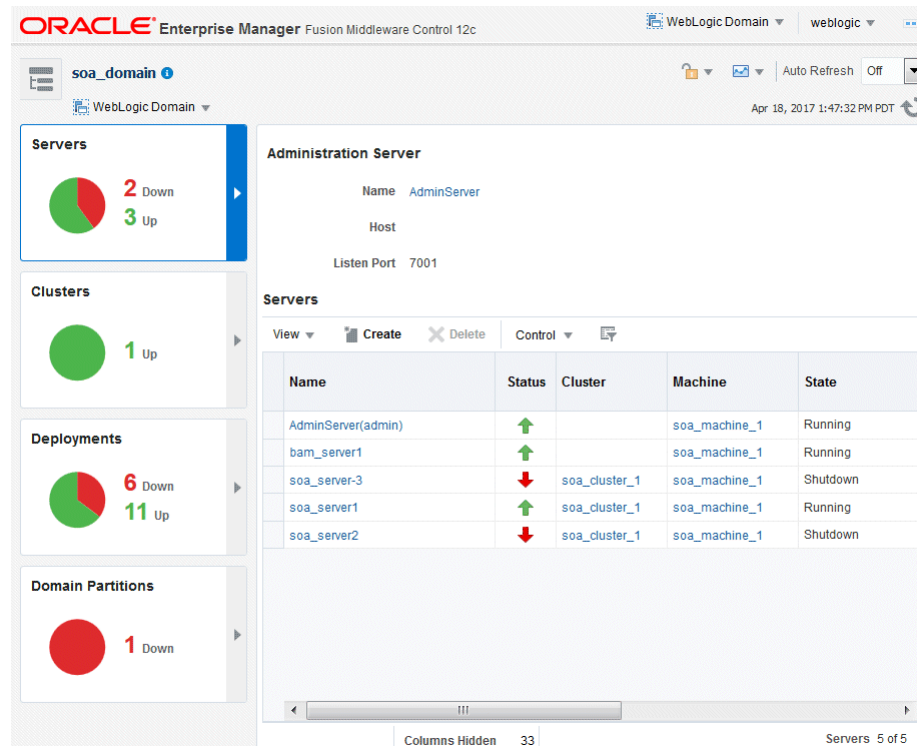 ORACLE Enterprise Manager Fusion Middleware Control 12c
WebLogic Domain
weblogic
soa_domain
WebLogic Domain
Auto Refresh Off
Apr 18, 2017 1:47:32 PM PDT
Servers
2 Down
3 Up
Clusters
1 Up
Deployments
6 Down
11 Up
Domain Partitions
1 Down
Administration Server
Name AdminServer
Host
Listen Port 7001
Servers
View Create Delete Control
Name Status Cluster Machine State
AdminServer(admin) soa_machine_1 Running
bam_server1 soa_machine_1 Running
soa_server-3 soa_cluster_1 soa_machine_1 Shutdown
soa_server1 soa_cluster_1 soa_machine_1 Running
soa_server2 soa_cluster_1 soa_machine_1 Shutdown
Columns Hidden 33
Servers 5 of 5